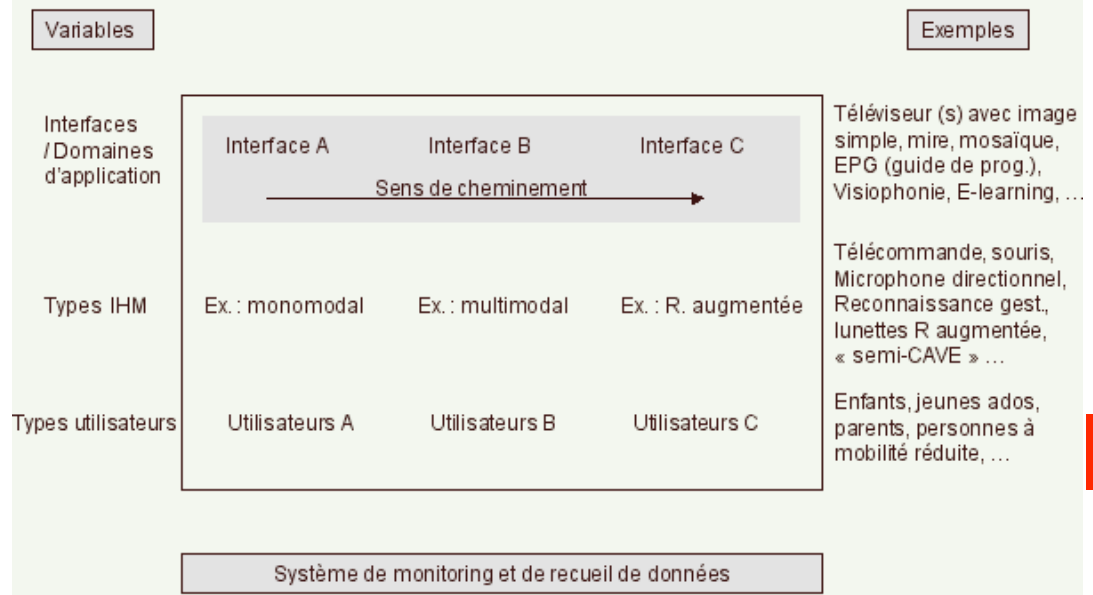 Variables
Exemples
Interfaces
/ Domaines
d'application
Interface A
Interface B
Interface C
Sens de cheminement
Téléviseur (s) avec image
simple, mire, mosaïque,
EPG (guide de prog.),
Visiophonie, E-learning, …
Types IHM
Ex. : monomodal
Ex. : multimodal
Ex. : R. augmentée
Télécommande, souris,
Microphone directionnel,
Reconnaissance gest.,
lunettes R augmentée,
« semi-CAVE » …
Types utilisateurs
Utilisateurs A
Utilisateurs B
Utilisateurs C
Enfants, jeunes ados,
parents, personnes à
mobilité réduite, …
Système de monitoring et de recueil de données